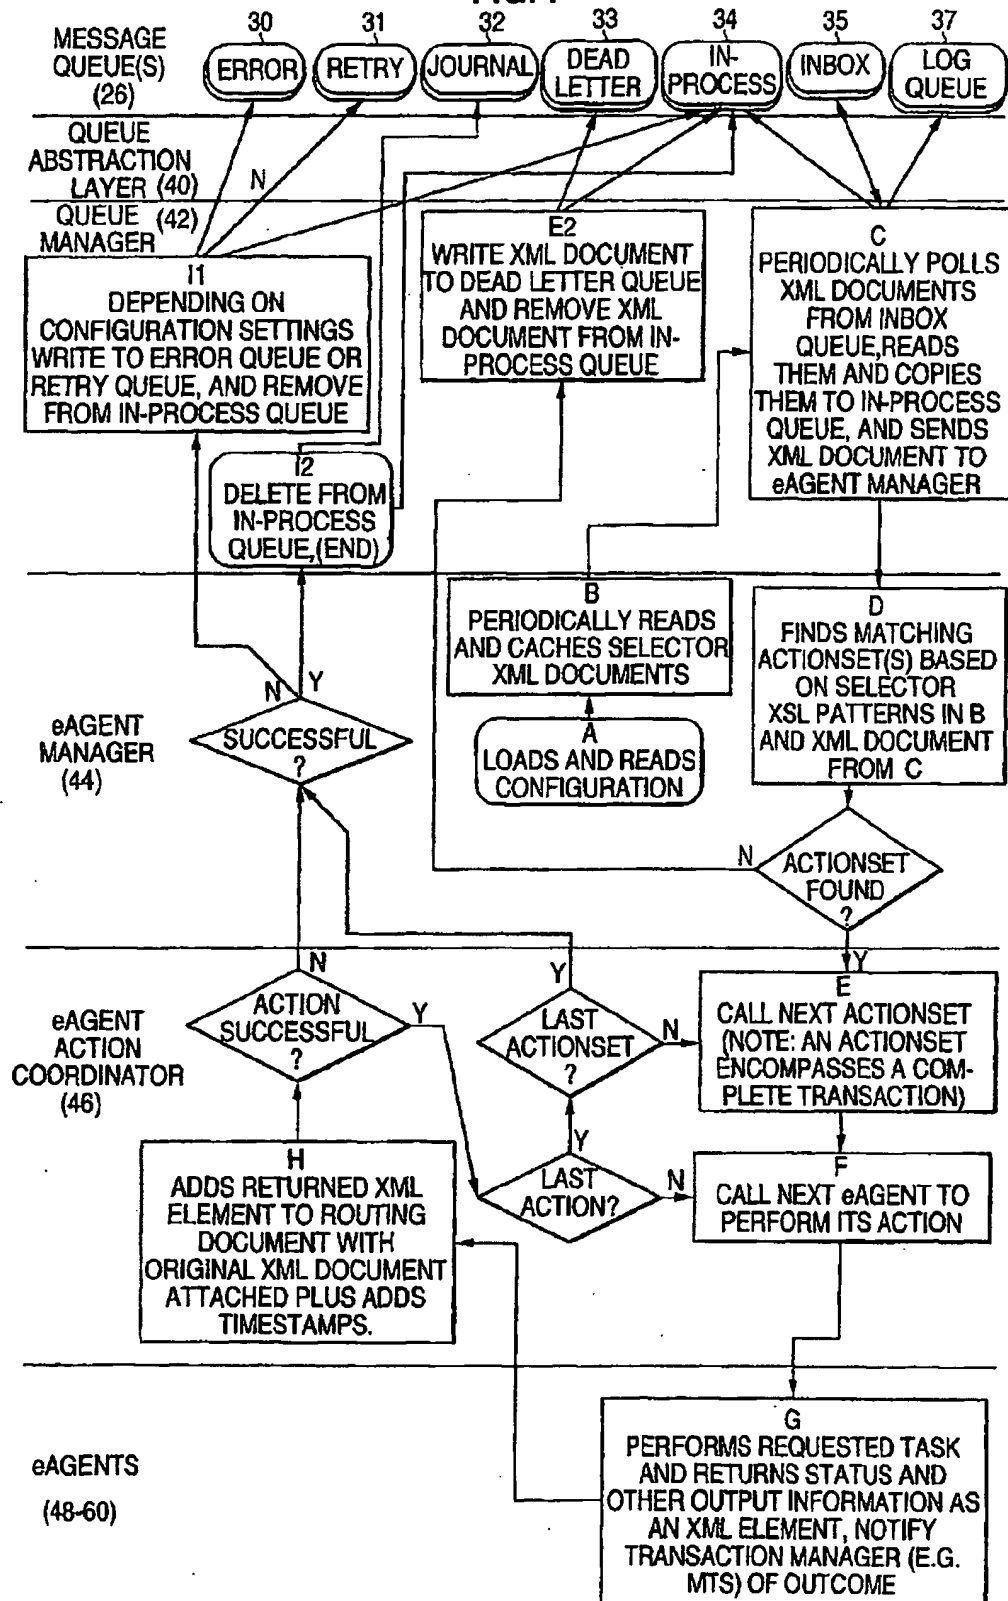 30
31
32
33
34
35
37
MESSAGE
QUEUE(S)
(26)
ERROR
RETRY
JOURNAL
DEAD
LETTER
IN-
PROCESS
INBOX
LOG
QUEUE
QUEUE
ABSTRACTION
LAYER (40)
N
QUEUE (42)
MANAGER
I1
DEPENDING ON
CONFIGURATION SETTINGS
WRITE TO ERROR QUEUE OR
RETRY QUEUE, AND REMOVE
FROM IN-PROCESS QUEUE
E2
WRITE XML DOCUMENT
TO DEAD LETTER QUEUE
AND REMOVE XML
DOCUMENT FROM IN-
PROCESS QUEUE
C
PERIODICALLY POLLS
XML DOCUMENTS
FROM INBOX
QUEUE,READS
THEM AND COPIES
THEM TO IN-PROCESS
QUEUE, AND SENDS
XML DOCUMENT TO
eAGENT MANAGER
I2
DELETE FROM
IN-PROCESS
QUEUE,(END)
B
PERIODICALLY READS
AND CACHES SELECTOR
XML DOCUMENTS
D
FINDS MATCHING
ACTIONSET(S) BASED
ON SELECTOR
XSL PATTERNS IN B
AND XML DOCUMENT
FROM C
N
Y
eAGENT
MANAGER
(44)
SUCCESSFUL
?
A
LOADS AND READS
CONFIGURATION
N
ACTIONSET
FOUND
?
Y
N
eAGENT
ACTION
COORDINATOR
(46)
ACTION
SUCCESSFUL
?
Y
Y
LAST
ACTIONSET
?
N
E
CALL NEXT ACTIONSET
(NOTE: AN ACTIONSET
ENCOMPASSES A COM-
PLETE TRANSACTION)
H
ADDS RETURNED XML
ELEMENT TO ROUTING
DOCUMENT WITH
ORIGINAL XML DOCUMENT
ATTACHED PLUS ADDS
TIMESTAMPS.
Y
LAST
ACTION?
N
F
CALL NEXT eAGENT TO
PERFORM ITS ACTION
eAGENTS
(48-60)
G
PERFORMS REQUESTED TASK
AND RETURNS STATUS AND
OTHER OUTPUT INFORMATION AS
AN XML ELEMENT, NOTIFY
TRANSACTION MANAGER (E.G.
MTS) OF OUTCOME